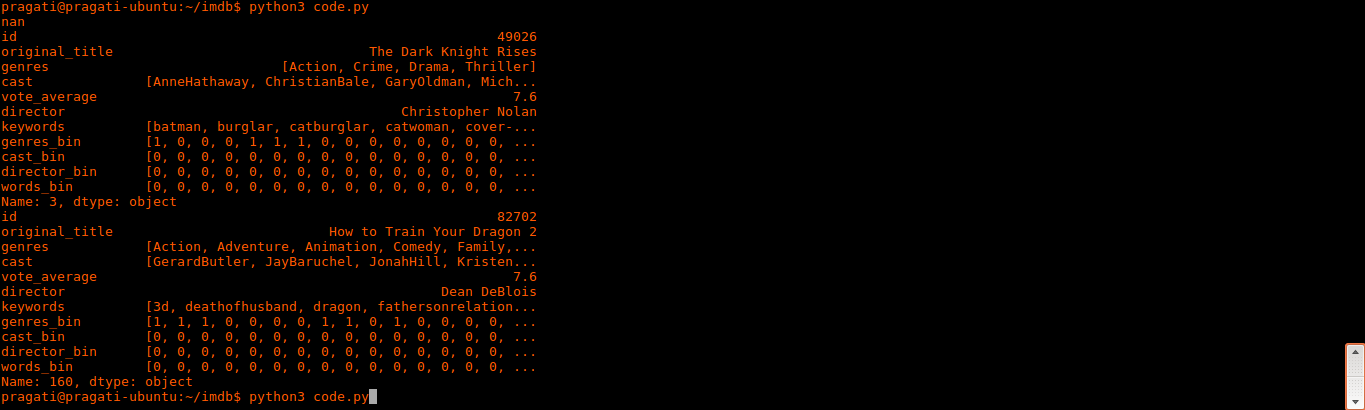 pragati@pragati-ubuntu:~/imdb$ python3 code.py
nan
id 49026
original_title The Dark Knight Rises
genres [Action, Crime, Drama, Thriller]
cast [AnneHathaway, ChristianBale, GaryOldman, Mich...
vote_average 7.6
director Christopher Nolan
keywords [batman, burglar, catburglar, catwoman, cover-...
genres_bin [1, 0, 0, 0, 1, 1, 1, 0, 0, 0, 0, 0, 0, 0, 0, ...
cast_bin [0, 0, 0, 0, 0, 0, 0, 0, 0, 0, 0, 0, 0, 0, 0, ...
director_bin [0, 0, 0, 0, 0, 0, 0, 0, 0, 0, 0, 0, 0, 0, 0, ...
words_bin [0, 0, 0, 0, 0, 0, 0, 0, 0, 0, 0, 0, 0, 0, 0, ...
Name: 3, dtype: object
id 82702
original_title How to Train Your Dragon 2
genres [Action, Adventure, Animation, Comedy, Family,...
cast [GerardButler, JayBaruchel, JonahHill, Kristen...
vote_average 7.6
director Dean DeBlois
keywords [3d, deathofhusband, dragon, fathersonrelation...
genres_bin [1, 1, 1, 0, 0, 0, 0, 1, 1, 0, 1, 0, 0, 0, 0, ...
cast_bin [0, 0, 0, 0, 0, 0, 0, 0, 0, 0, 0, 0, 0, 0, 0, ...
director_bin [0, 0, 0, 0, 0, 0, 0, 0, 0, 0, 0, 0, 0, 0, 0, ...
words_bin [0, 0, 0, 0, 0, 0, 0, 0, 0, 0, 0, 0, 0, 0, 0, ...
Name: 160, dtype: object
pragati@pragati-ubuntu:~/imdb$ python3 code.py